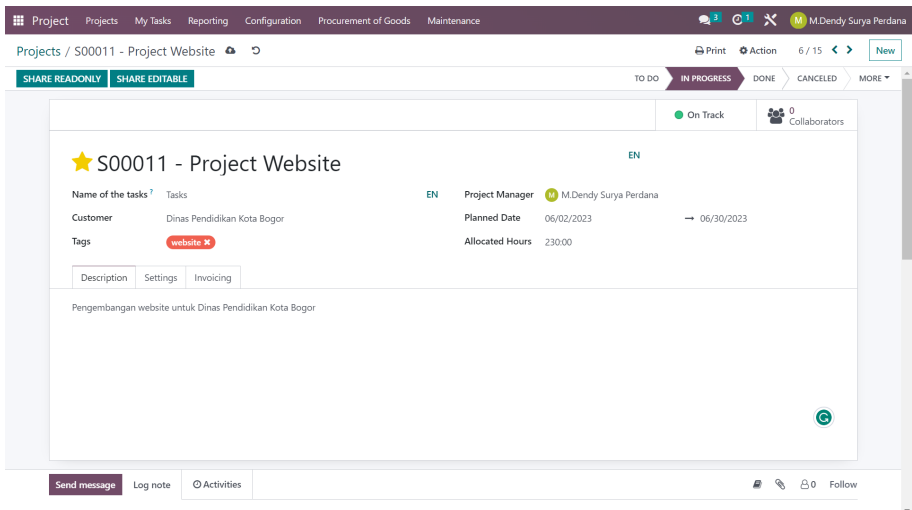 Project Projects My Tasks Reporting Configuration Procurement of Goods Maintenance 3 1 M M.Dendy Surya Perdana
Projects / S00011 - Project Website Print Action 6 / 15 New
SHARE READONLY SHARE EDITABLE TO DO IN PROGRESS DONE CANCELED MORE
On Track 0 Collaborators
S00011 - Project Website EN
Name of the tasks ? Tasks EN Project Manager M M.Dendy Surya Perdana
Customer Dinas Pendidikan Kota Bogor Planned Date 06/02/2023 → 06/30/2023
Tags website ✖ Allocated Hours 230:00
Description Settings Invoicing
Pengembangan website untuk Dinas Pendidikan Kota Bogor
G
Send message Log note Activities 0 Follow